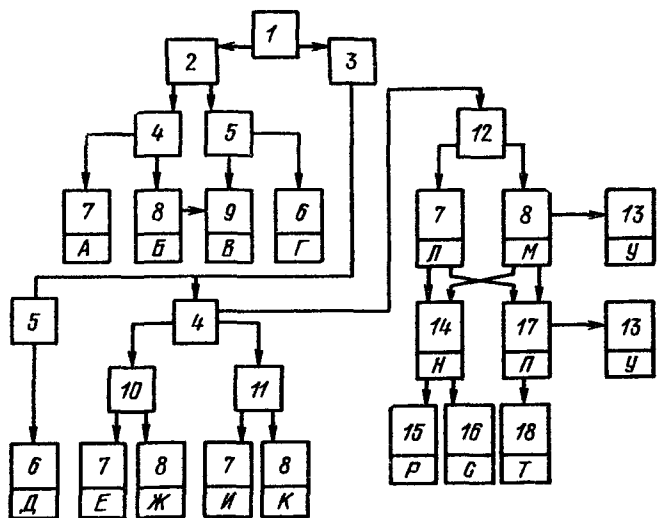 1
2 3
4 5 12
7 8 9 6 7 8 13
А Б В Г Л М У
5 4 14 17 13
Н П У
10 11
15 16 18
6 7 8 7 8 Р С Т
Д Е Ж И К